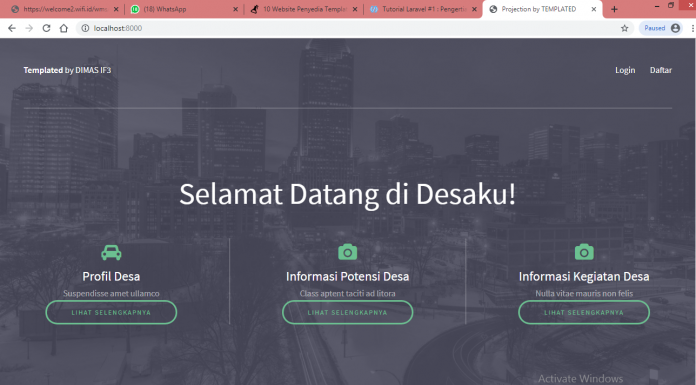 https://welcome2.wifi.id/wms
(18) WhatsApp
10 Website Penyedia Templat
Tutorial Laravel #1 : Pengertia
Projection by TEMPLATED
localhost:8000
Paused
Templated by DIMAS IF3
Login
Daftar
Selamat Datang di Desaku!
Profil Desa
Informasi Potensi Desa
Informasi Kegiatan Desa
Suspendisse amet ullamco
Class aptent taciti ad litora
Nulla vitae mauris non felis
LIHAT SELENGKAPNYA
LIHAT SELENGKAPNYA
LIHAT SELENGKAPNYA
Activate Windows